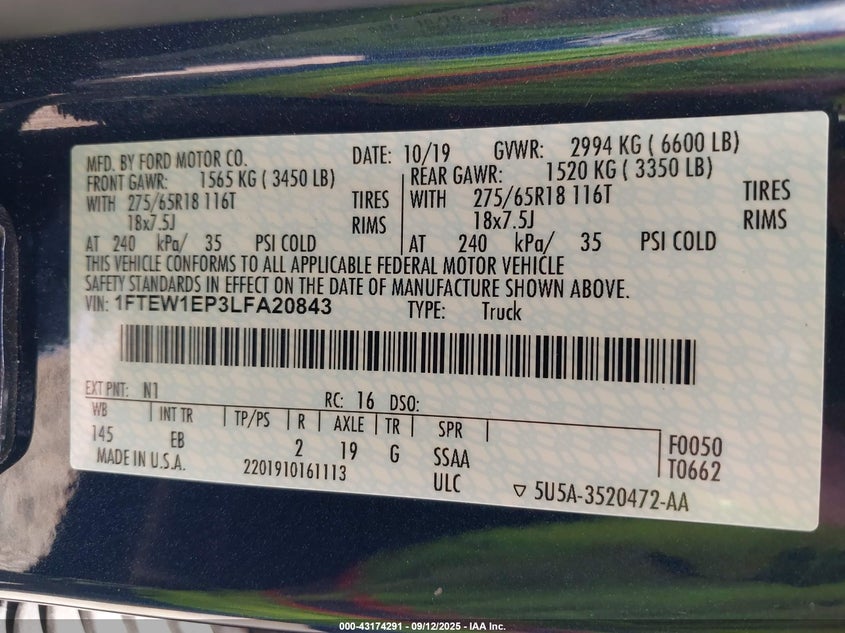 MFD. BY FORD MOTOR CO. DATE: 10/19 GVWR: 2994 KG ( 6600 LB)
FRONT GAWR: 1565 KG ( 3450 LB) REAR GAWR: 1520 KG ( 3350 LB)
WITH 275/65R18 116T TIRES WITH 275/65R18 116T TIRES
18x7.5J RIMS 18x7.5J RIMS
AT 240 kPa/ 35 PSI COLD AT 240 kPa/ 35 PSI COLD
THIS VEHICLE CONFORMS TO ALL APPLICABLE FEDERAL MOTOR VEHICLE
SAFETY STANDARDS IN EFFECT ON THE DATE OF MANUFACTURE SHOWN ABOVE.
VIN: 1FTEW1EP3LFA20843 TYPE: Truck
EXT PNT: N1 RC: 16 DSO:
WB INT TR TP/PS R AXLE TR SPR
145 EB 2 19 G SSAA F0050
MADE IN U.S.A. 2201910161113 ULC T0662
5U5A-3520472-AA
000-43174291 - 09/12/2025 - IAA Inc.